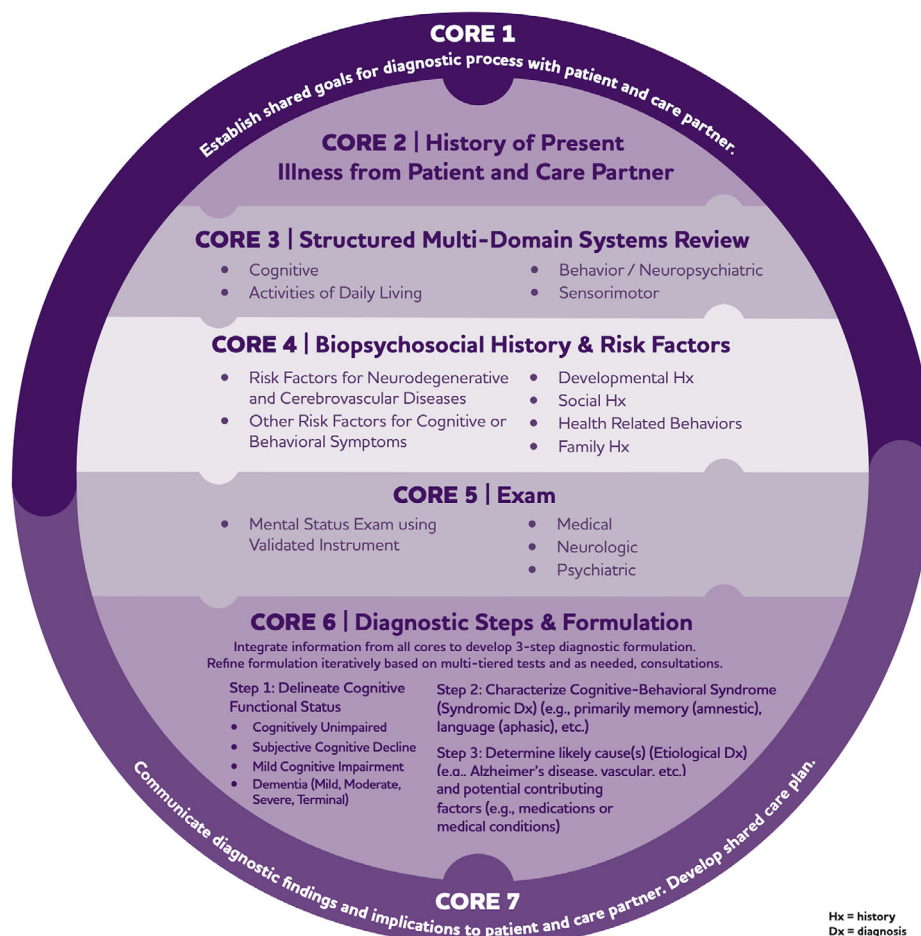 CORE 1
Establish shared goals for diagnostic process with patient and care partner.
CORE 2 | History of Present
Illness from Patient and Care Partner
CORE 3 | Structured Multi-Domain Systems Review
• Cognitive
• Activities of Daily Living
• Behavior / Neuropsychiatric
• Sensorimotor
CORE 4 | Biopsychosocial History & Risk Factors
• Risk Factors for Neurodegenerative
and Cerebrovascular Diseases
• Other Risk Factors for Cognitive or
Behavioral Symptoms
• Developmental Hx
• Social Hx
• Health Related Behaviors
• Family Hx
CORE 5 | Exam
• Mental Status Exam using
Validated Instrument
• Medical
• Neurologic
• Psychiatric
CORE 6 | Diagnostic Steps & Formulation
Integrate information from all cores to develop 3-step diagnostic formulation.
Refine formulation iteratively based on multi-tiered tests and as needed, consultations.
Step 1: Delineate Cognitive
Functional Status
• Cognitively Unimpaired
• Subjective Cognitive Decline
• Mild Cognitive Impairment
• Dementia (Mild, Moderate,
Severe, Terminal)
Step 2: Characterize Cognitive-Behavioral Syndrome
(Syndromic Dx) (e.g., primarily memory (amnestic),
language (aphasic), etc.)
Step 3: Determine likely cause(s) (Etiological Dx)
(e.g., Alzheimer's disease, vascular, etc.)
and potential contributing
factors (e.g., medications or
medical conditions)
CORE 7
Communicate diagnostic findings and implications to patient and care partner. Develop shared care plan.
Hx = history
Dx = diagnosis